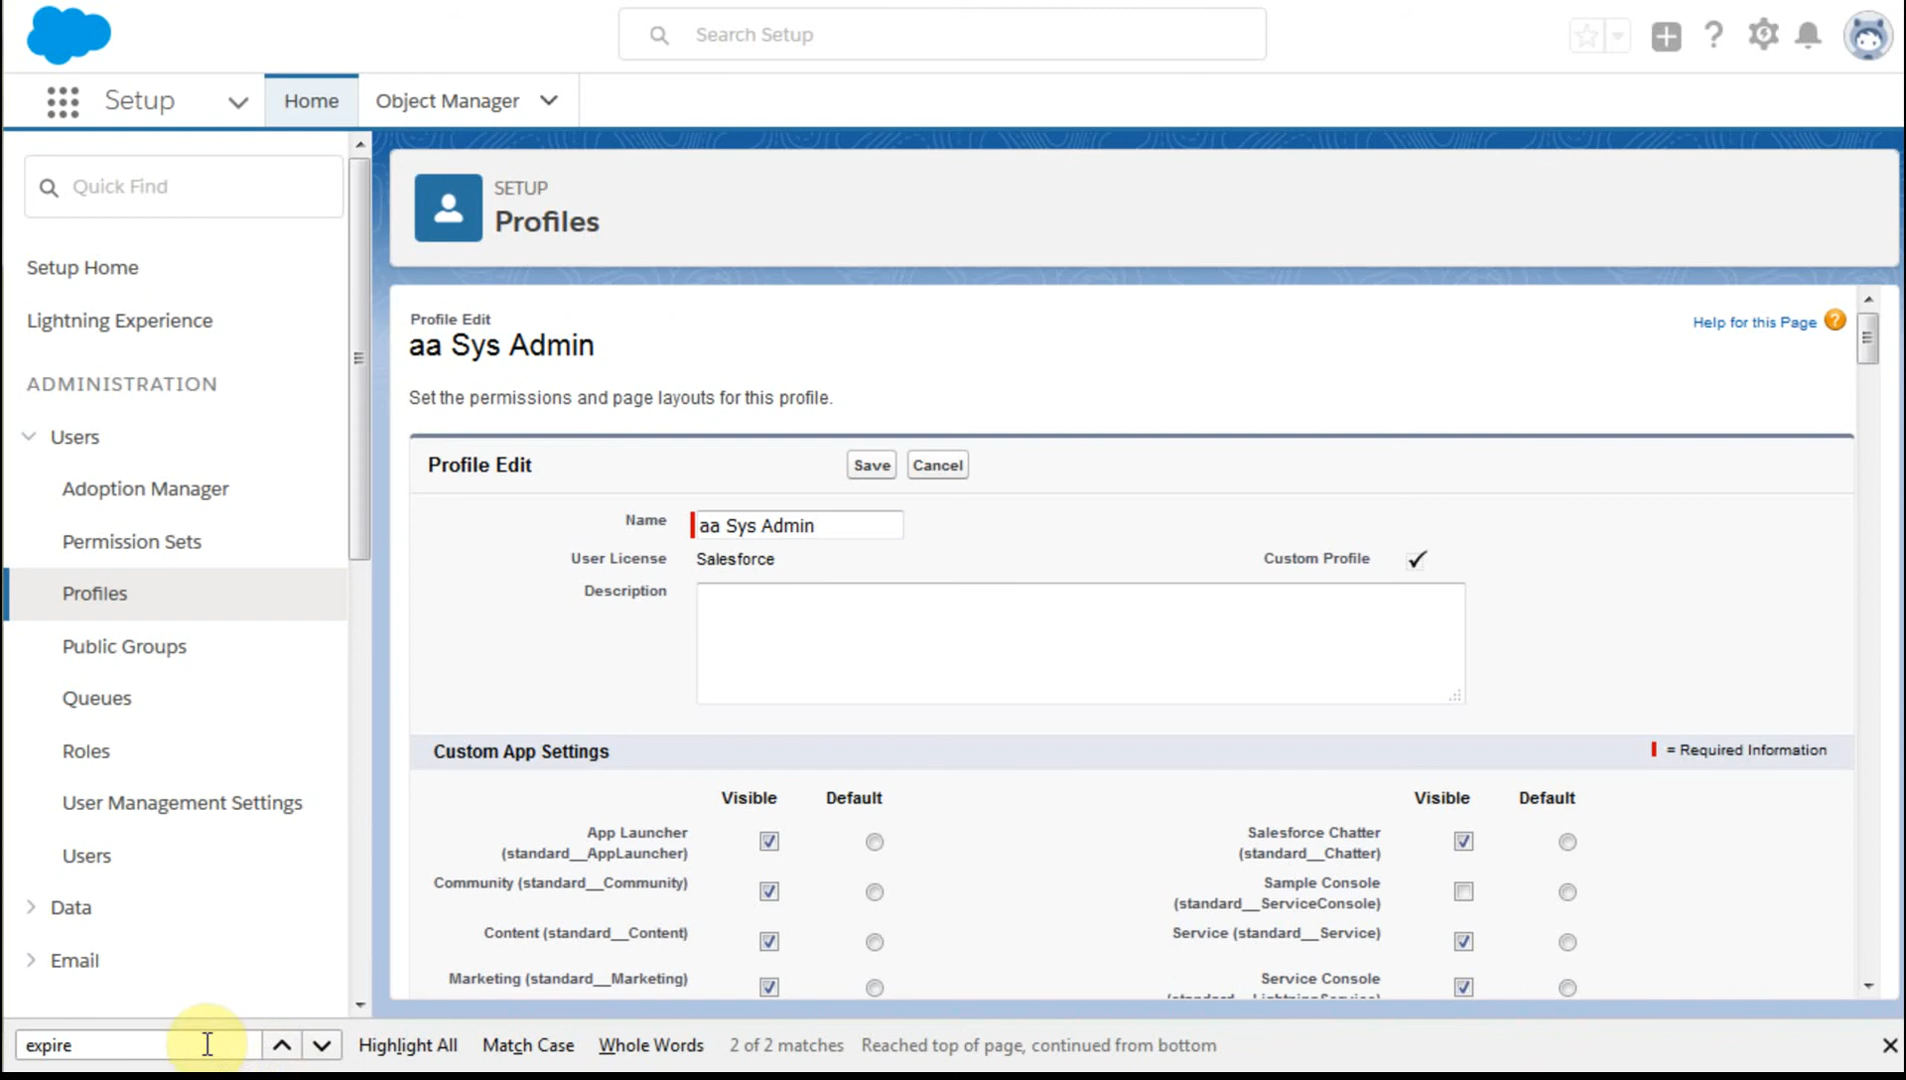 Search Setup
Setup
Home
Object Manager
Quick Find
Setup Home
Lightning Experience
ADMINISTRATION
Users
Adoption Manager
Permission Sets
Profiles
Public Groups
Queues
Roles
User Management Settings
Users
Data
Email
SETUP
Profiles
Profile Edit
aa Sys Admin
Help for this Page ?
Set the permissions and page layouts for this profile.
Profile Edit
Save Cancel
Name aa Sys Admin
User License Salesforce Custom Profile
Description
Custom App Settings = Required Information
Visible Default Visible Default
App Launcher
(standard__AppLauncher)
Salesforce Chatter
(standard__Chatter)
Community (standard__Community)
Sample Console
(standard__ServiceConsole)
Content (standard__Content)
Service (standard__Service)
Marketing (standard__Marketing)
Service Console
(standard__LightningService)
expire Highlight All Match Case Whole Words 2 of 2 matches Reached top of page, continued from bottom